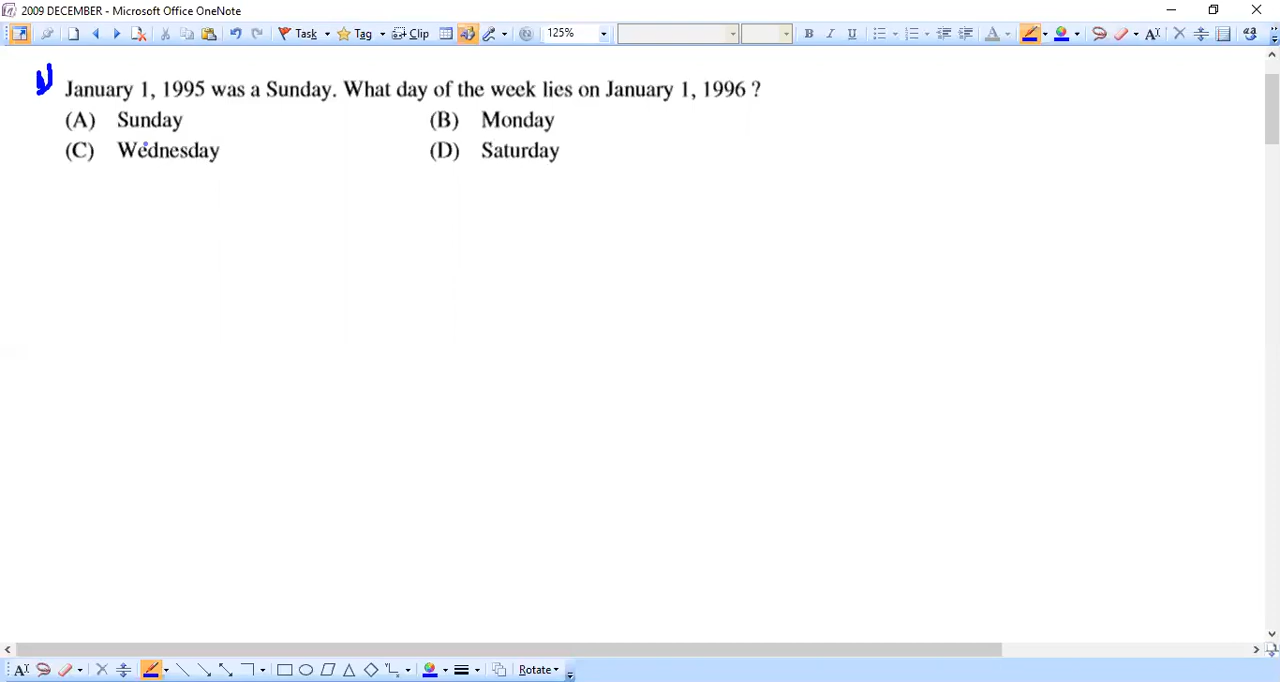 2009 DECEMBER - Microsoft Office OneNote
Task Tag Clip 125% B I U A
January 1, 1995 was a Sunday. What day of the week lies on January 1, 1996 ?
(A) Sunday (B) Monday
(C) Wednesday (D) Saturday
Rotate